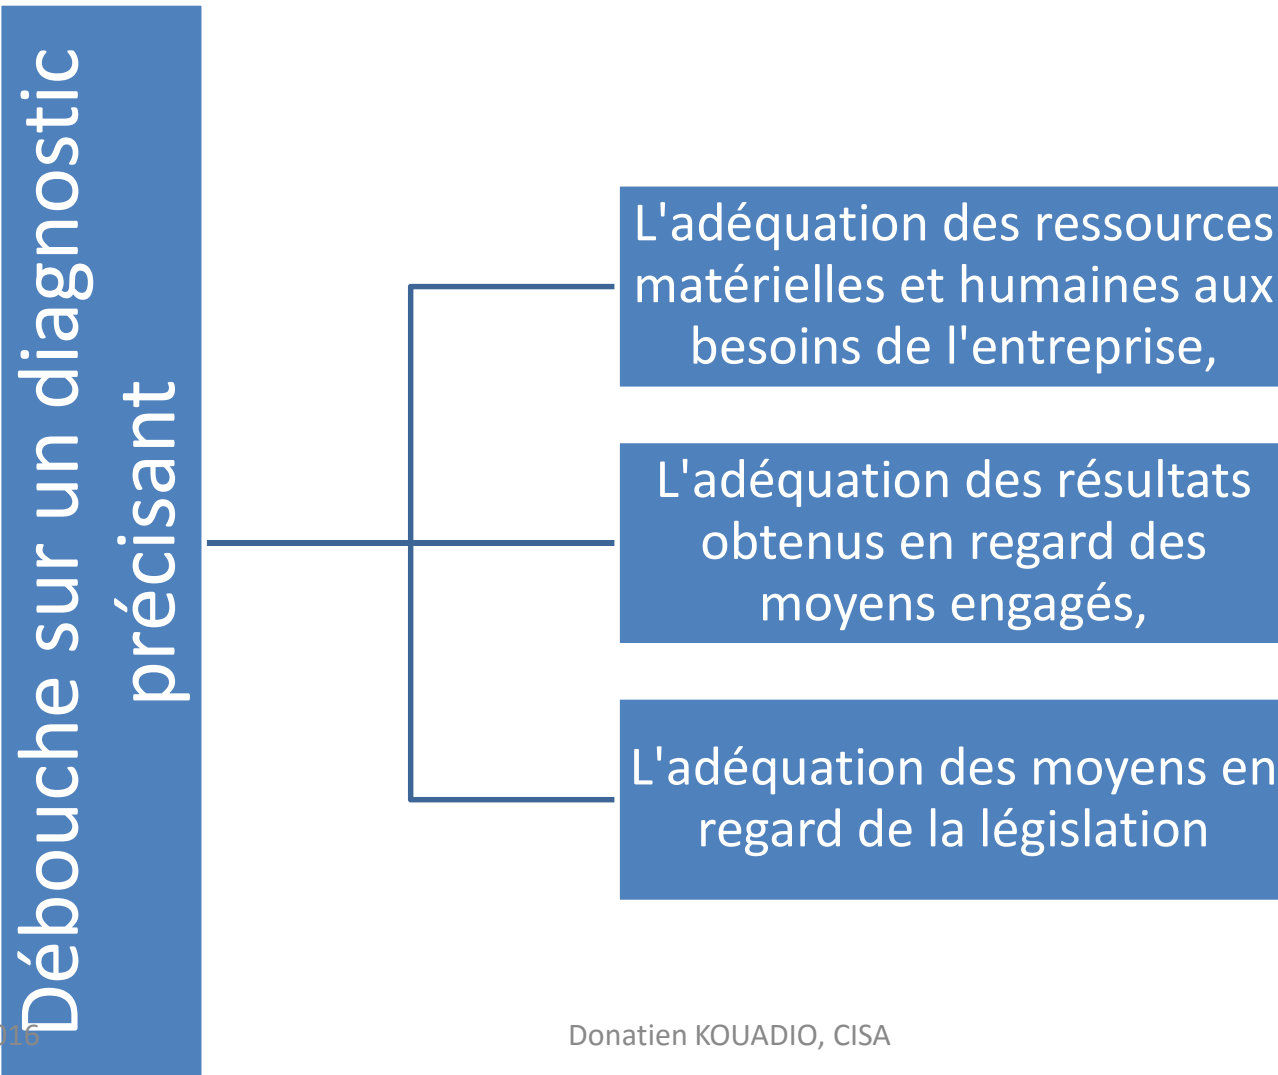 Débouche sur un diagnostic
précisant
L'adéquation des ressources
matérielles et humaines aux
besoins de l'entreprise,
L'adéquation des résultats
obtenus en regard des
moyens engagés,
L'adéquation des moyens en
regard de la législation
Donatien KOUADIO, CISA